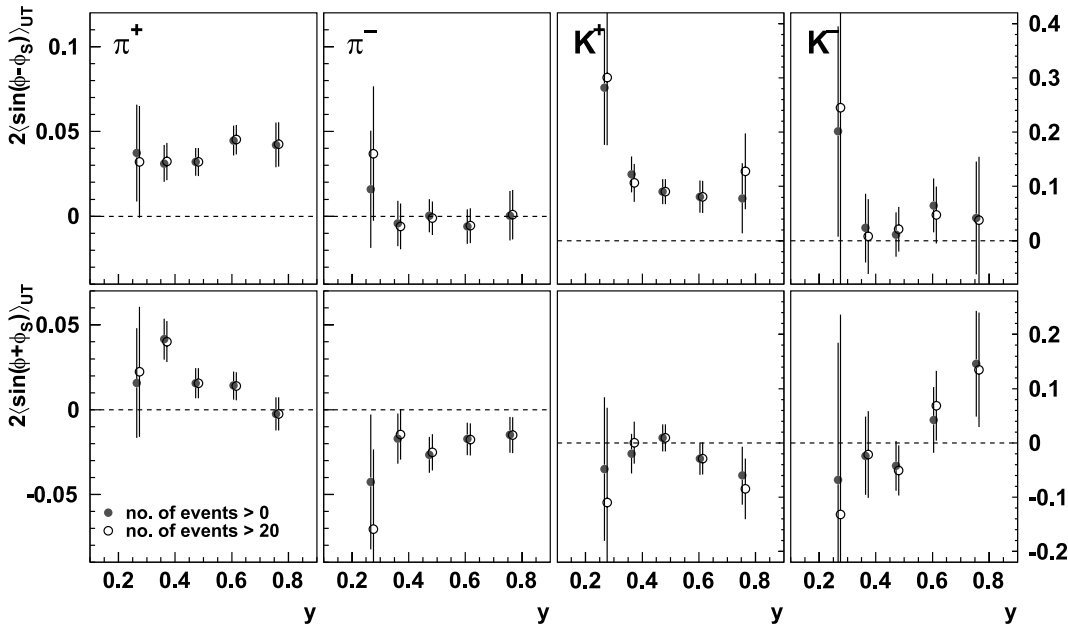 2⟨sin(ϕ-ϕS)⟩UT
π+
π−
K+
K−
0.1
0.05
0
0.4
0.3
0.2
0.1
0
2⟨sin(ϕ+ϕS)⟩UT
0.05
0
-0.05
0.2
0.1
0
-0.1
-0.2
no. of events > 0
no. of events > 20
0.2 0.4 0.6 0.8
0.2 0.4 0.6 0.8
0.2 0.4 0.6 0.8
0.2 0.4 0.6 0.8
y y y y